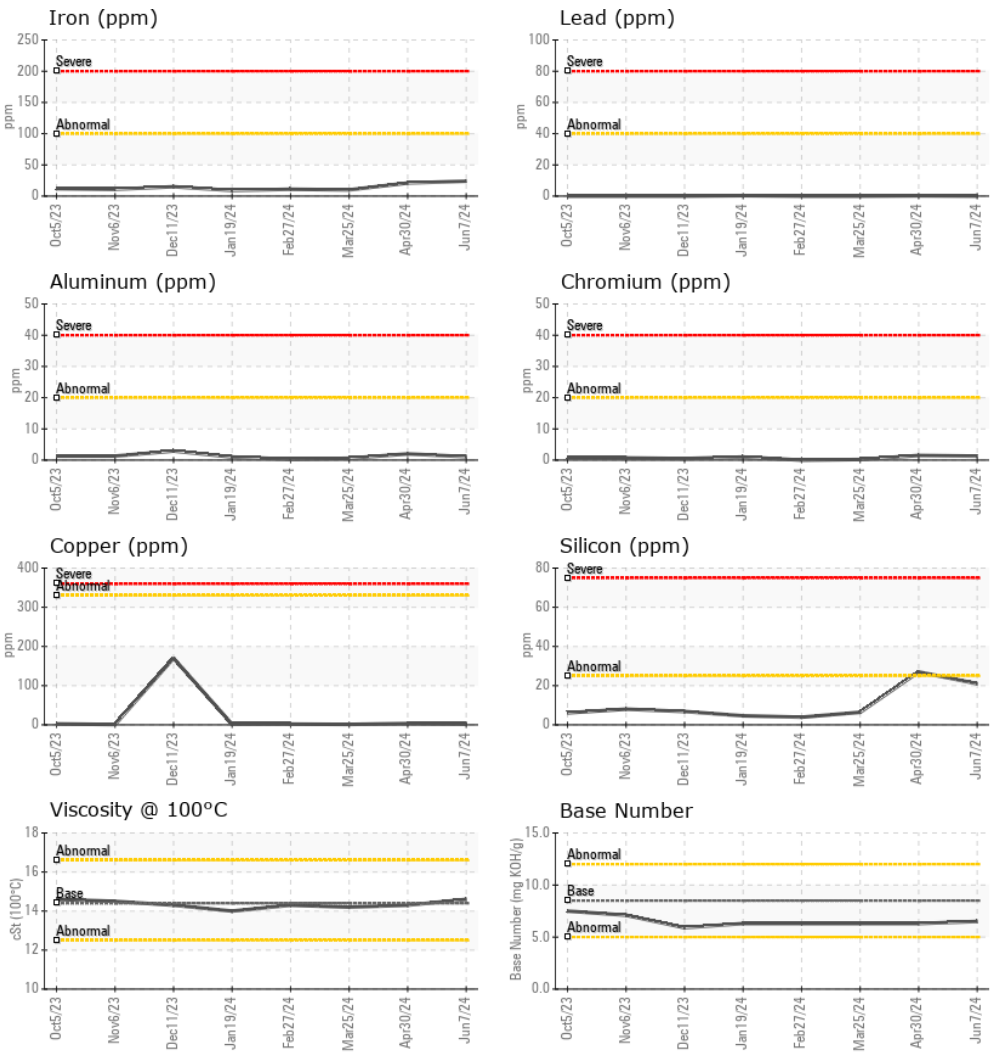 Iron (ppm)
250
200
150
100
50
0
ppm
Severe
Abnormal
Oct5/23
Nov6/23
Dec11/23
Jan19/24
Feb27/24
Mar25/24
Apr30/24
Jun7/24
Lead (ppm)
100
80
60
40
20
0
ppm
Severe
Abnormal
Oct5/23
Nov6/23
Dec11/23
Jan19/24
Feb27/24
Mar25/24
Apr30/24
Jun7/24
Aluminum (ppm)
50
40
30
20
10
0
ppm
Severe
Abnormal
Oct5/23
Nov6/23
Dec11/23
Jan19/24
Feb27/24
Mar25/24
Apr30/24
Jun7/24
Chromium (ppm)
50
40
30
20
10
0
ppm
Severe
Abnormal
Oct5/23
Nov6/23
Dec11/23
Jan19/24
Feb27/24
Mar25/24
Apr30/24
Jun7/24
Copper (ppm)
400
300
200
100
0
ppm
Severe
Abnormal
Oct5/23
Nov6/23
Dec11/23
Jan19/24
Feb27/24
Mar25/24
Apr30/24
Jun7/24
Silicon (ppm)
80
60
40
20
0
ppm
Severe
Abnormal
Oct5/23
Nov6/23
Dec11/23
Jan19/24
Feb27/24
Mar25/24
Apr30/24
Jun7/24
Viscosity @ 100°C
18
16
14
12
10
cSt (100°C)
Abnormal
Base
Abnormal
Oct5/23
Nov6/23
Dec11/23
Jan19/24
Feb27/24
Mar25/24
Apr30/24
Jun7/24
Base Number
15.0
10.0
5.0
0.0
Base Number (mg KOH/g)
Abnormal
Base
Abnormal
Oct5/23
Nov6/23
Dec11/23
Jan19/24
Feb27/24
Mar25/24
Apr30/24
Jun7/24